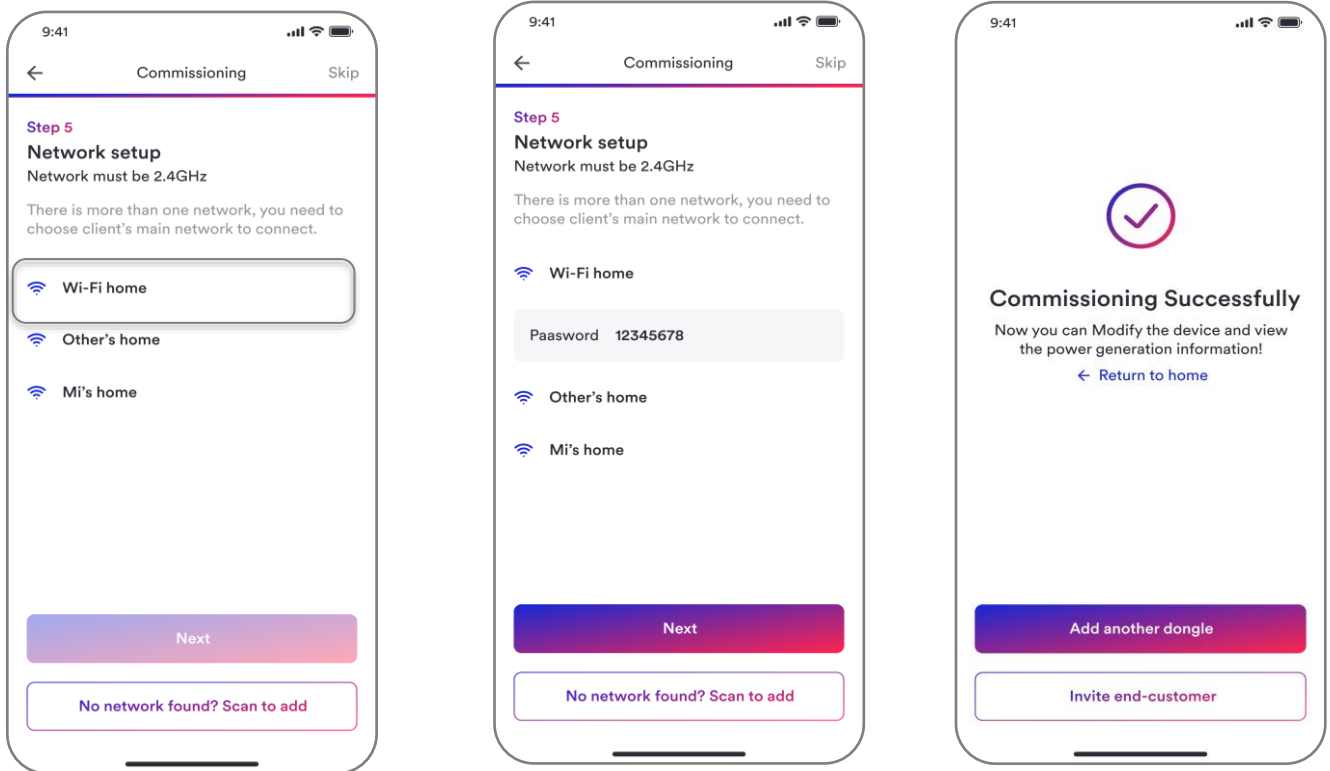 9:41
Commissioning
Skip
Step 5
Network setup
Network must be 2.4GHz
There is more than one network, you need to
choose client's main network to connect.
Wi-Fi home
Other's home
Mi's home
Next
No network found? Scan to add
9:41
Commissioning
Skip
Step 5
Network setup
Network must be 2.4GHz
There is more than one network, you need to
choose client's main network to connect.
Wi-Fi home
Paassword 12345678
Other's home
Mi's home
Next
No network found? Scan to add
9:41
Commissioning Successfully
Now you can Modify the device and view
the power generation information!
← Return to home
Add another dongle
Invite end-customer